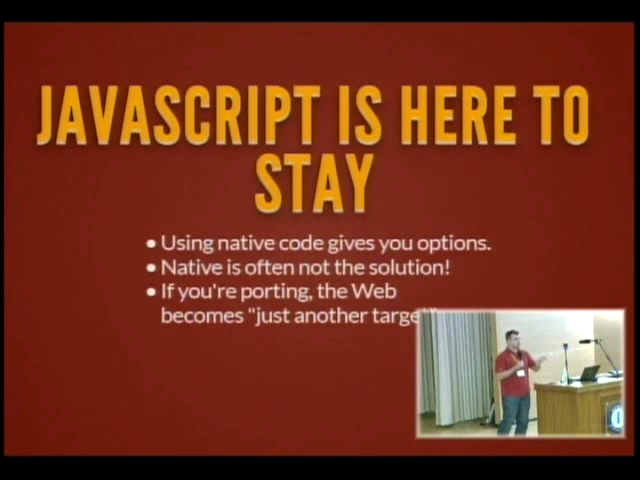 JAVASCRIPT IS HERE TO
STAY
• Using native code gives you options.
• Native is often not the solution!
• If you're porting, the Web
becomes "just another target"